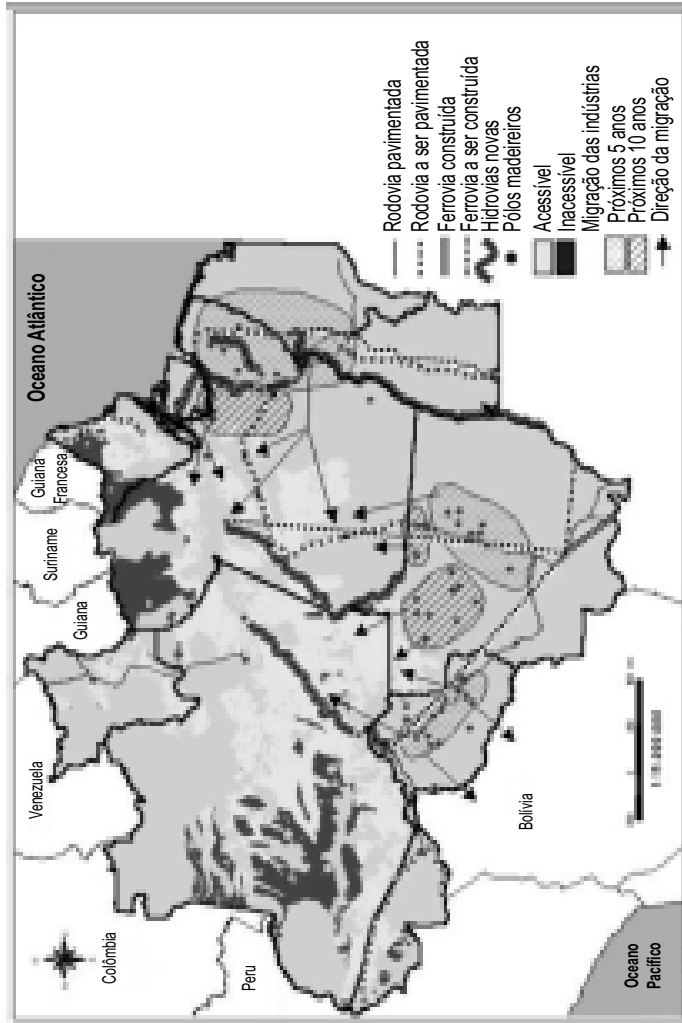 Oceano Atlântico
Guiana
Francesa
Suriname
Guiana
Venezuela
Colômbia
Peru
Bolívia
Oceano
Pacífico
Rodovia pavimentada
Rodovia a ser pavimentada
Ferrovia construída
Ferrovia a ser construída
Hidrovias novas
Pólos madeireiros
Acessível
Inacessível
Migração das indústrias
Próximos 5 anos
Próximos 10 anos
Direção da migração